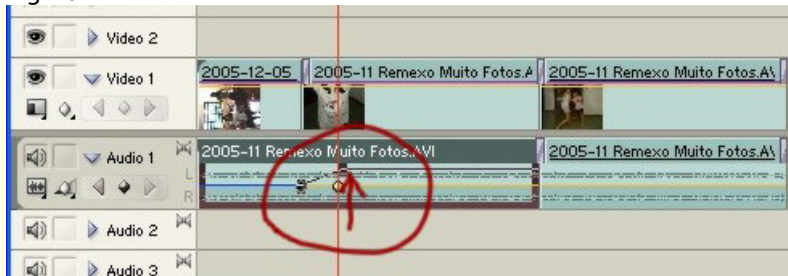 Video 2
Video 1
2005-12-05
2005-11 Remexo Muito Fotos.A
2005-11 Remexo Muito Fotos.A\
Audio 1
2005-11 Remexo Muito Fotos.AVI
2005-11 Remexo Muito Fotos.A\
L
R
Audio 2
Audio 3